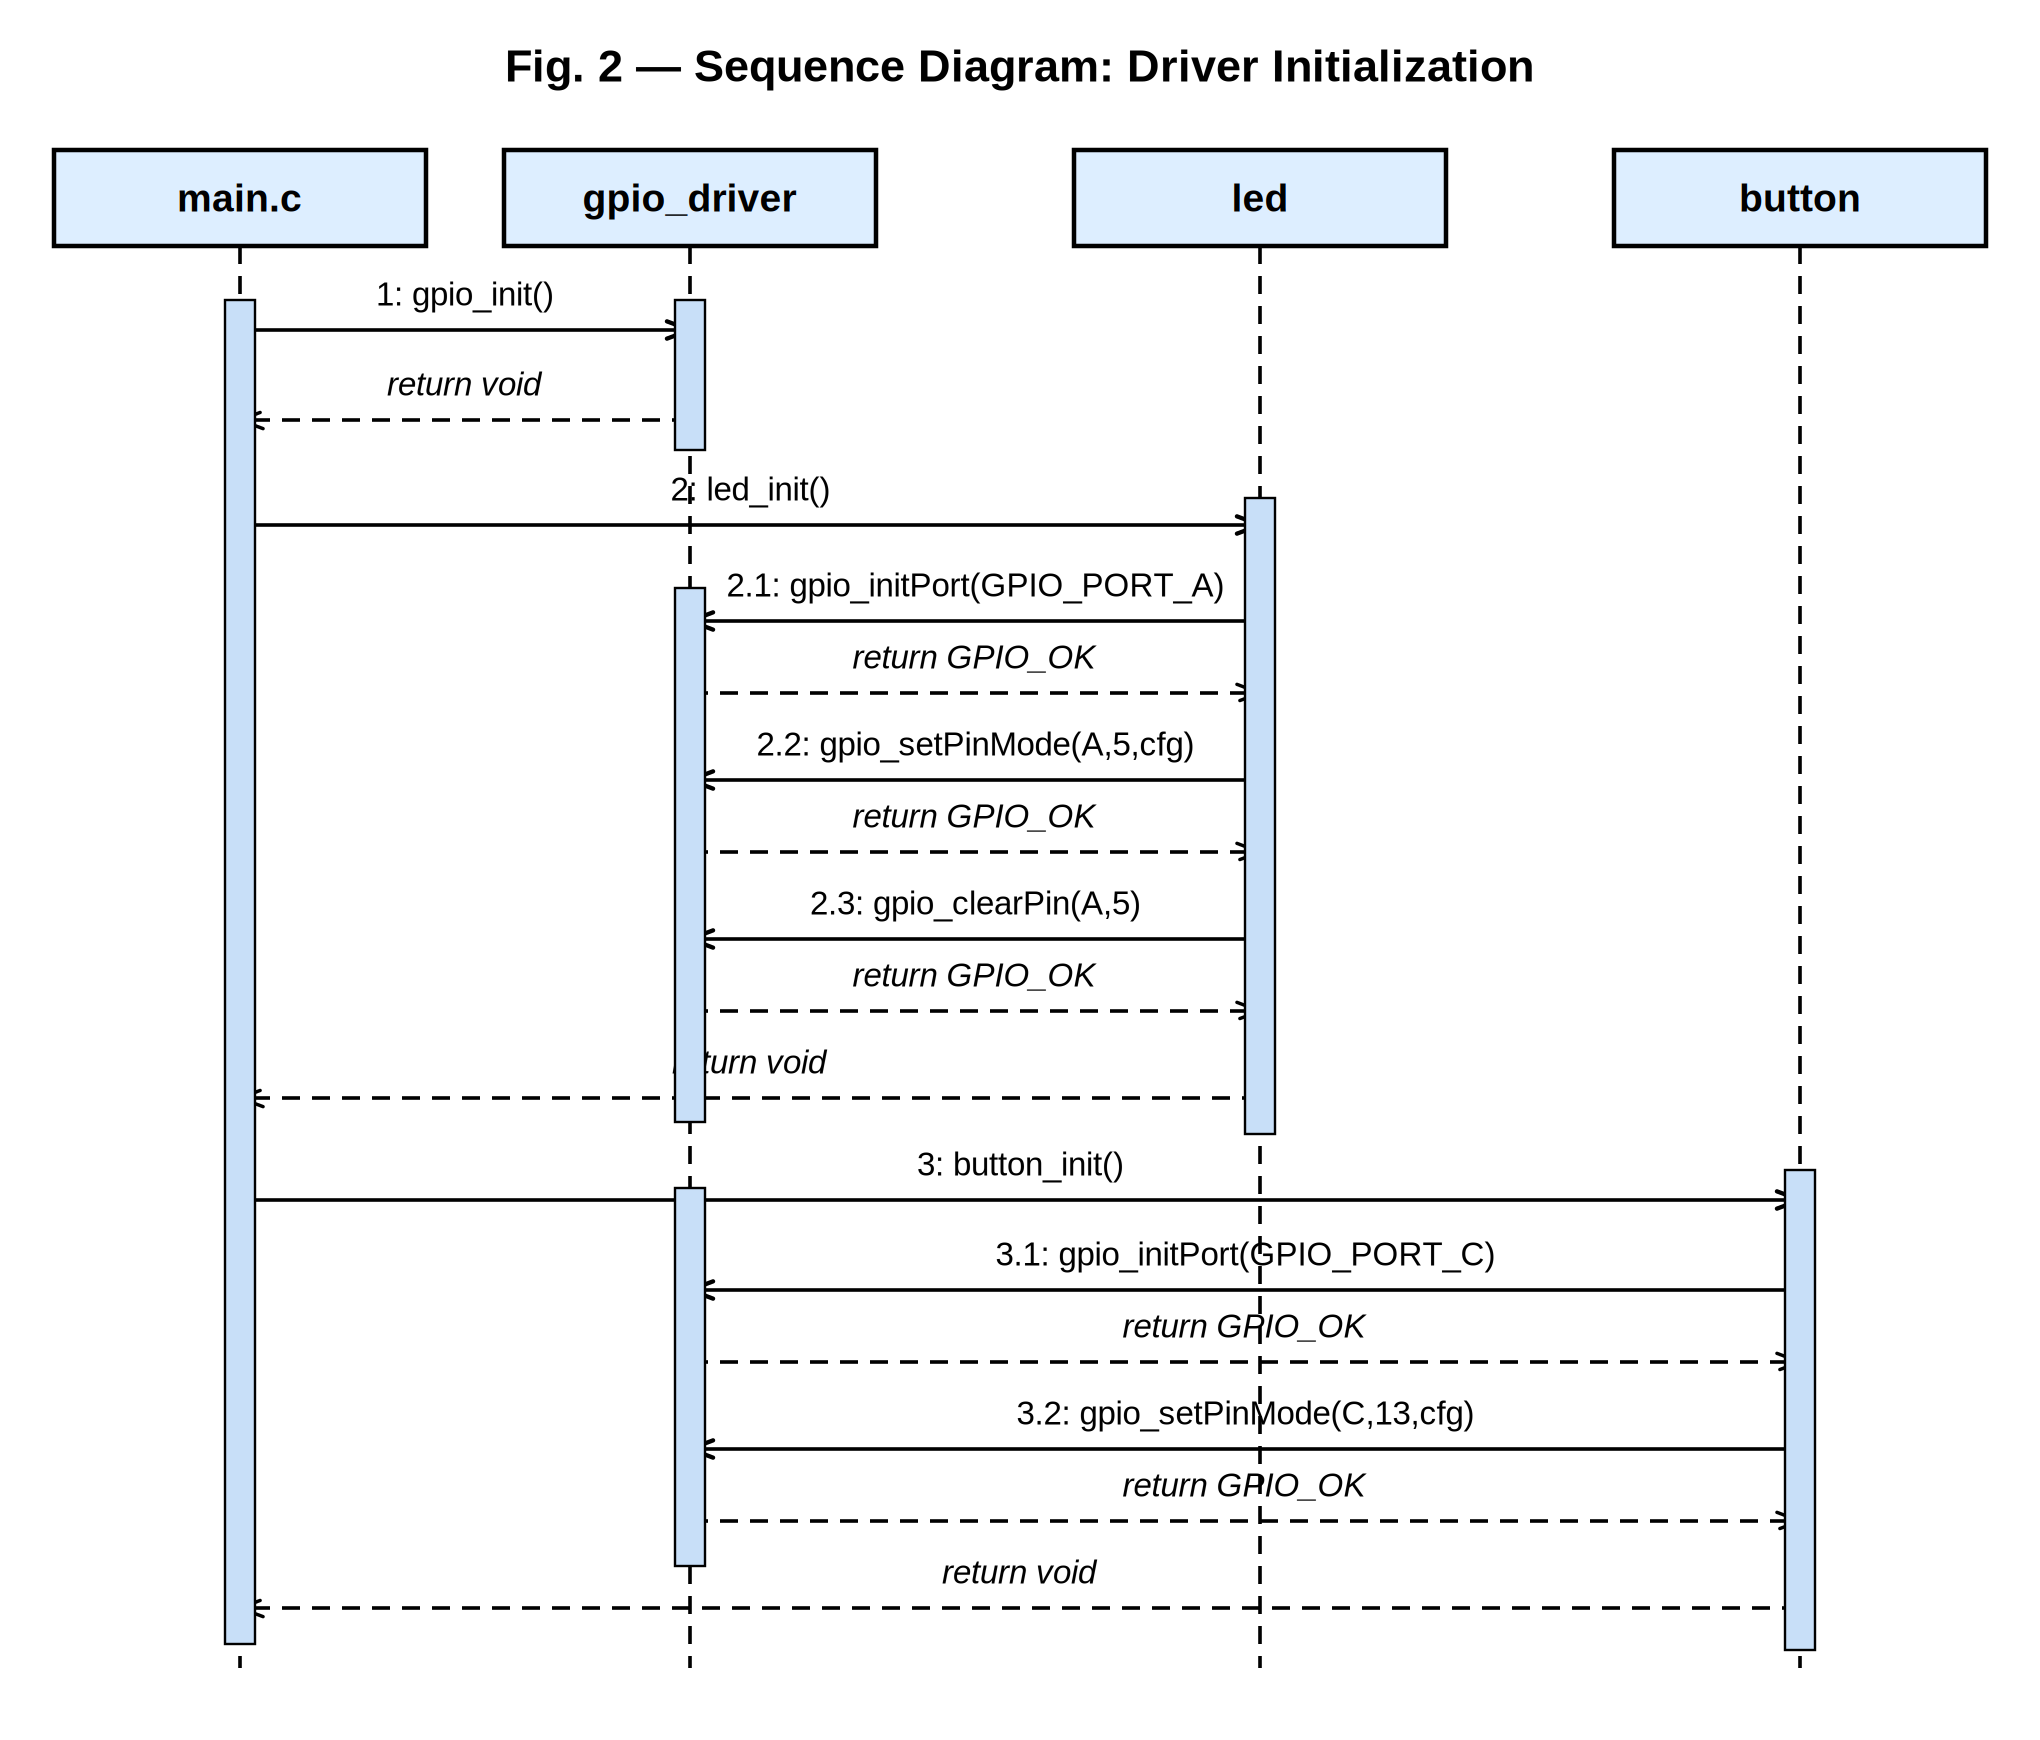 Fig. 2 — Sequence Diagram: Driver Initialization
main.c
gpio_driver
led
button
1: gpio_init()
return void
2: led_init()
2.1: gpio_initPort(GPIO_PORT_A)
return GPIO_OK
2.2: gpio_setPinMode(A,5,cfg)
return GPIO_OK
2.3: gpio_clearPin(A,5)
return GPIO_OK
turn void
3: button_init()
3.1: gpio_initPort(GPIO_PORT_C)
return GPIO_OK
3.2: gpio_setPinMode(C,13,cfg)
return GPIO_OK
return void